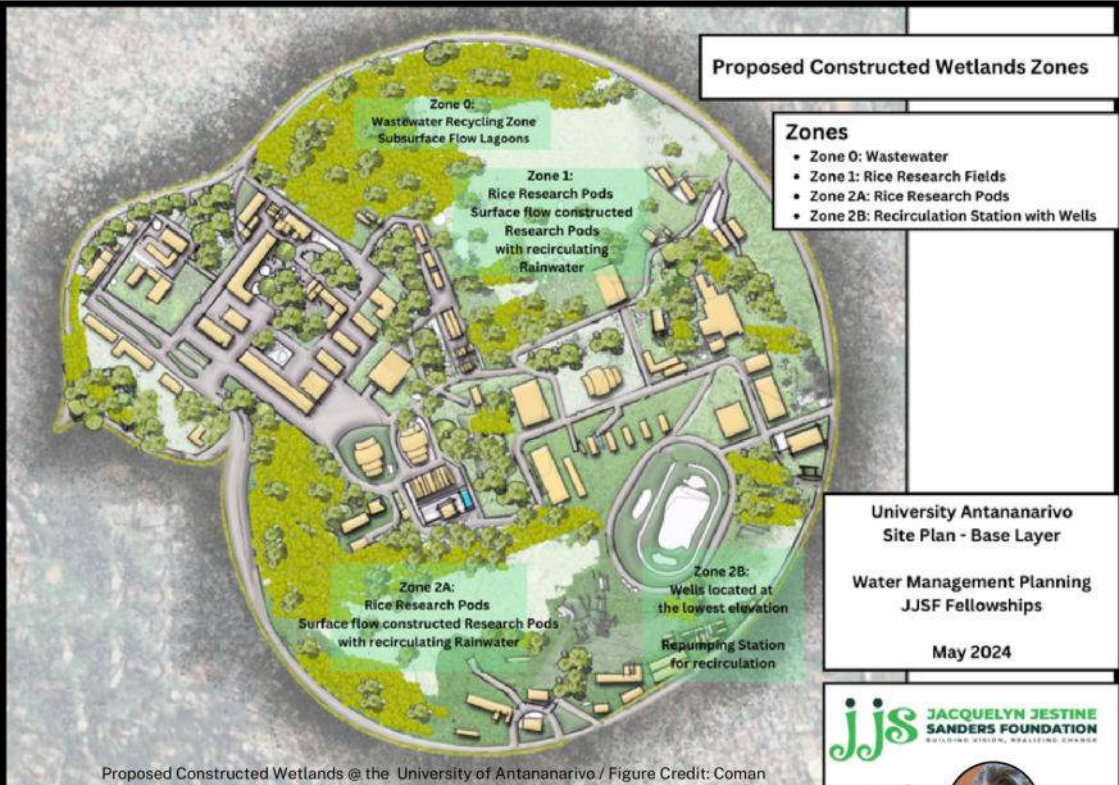 Proposed Constructed Wetlands Zones
Zones
• Zone 0: Wastewater
• Zone 1: Rice Research Fields
• Zone 2A: Rice Research Pods
• Zone 2B: Recirculation Station with Wells
Zone 0:
Wastewater Recycling Zone
Subsurface Flow Lagoons
Zone 1:
Rice Research Pods
Surface flow constructed
Research Pods
with recirculating
Rainwater
Zone 2A:
Rice Research Pods
Surface flow constructed Research Pods
with recirculating Rainwater
Zone 2B:
Wells located at
the lowest elevation
Repumping Station
for recirculation
University Antananarivo
Site Plan - Base Layer
Water Management Planning
JJSF Fellowships
May 2024
jjs
JACQUELYN JESTINE
SANDERS FOUNDATION
BUILDING VISION, REALIZING CHANGE
Proposed Constructed Wetlands @ the University of Antananarivo / Figure Credit: Coman